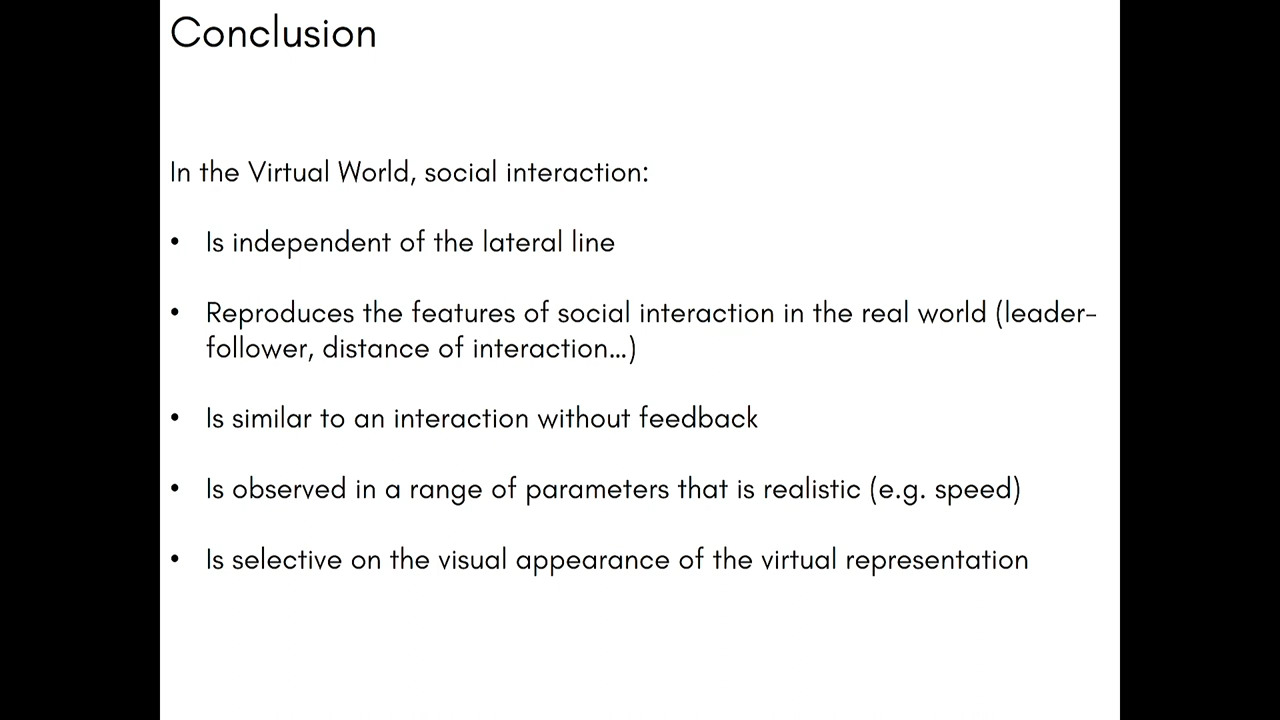 Conclusion
In the Virtual World, social interaction:
• Is independent of the lateral line
• Reproduces the features of social interaction in the real world (leader-
follower, distance of interaction...)
• Is similar to an interaction without feedback
• Is observed in a range of parameters that is realistic (e.g. speed)
• Is selective on the visual appearance of the virtual representation